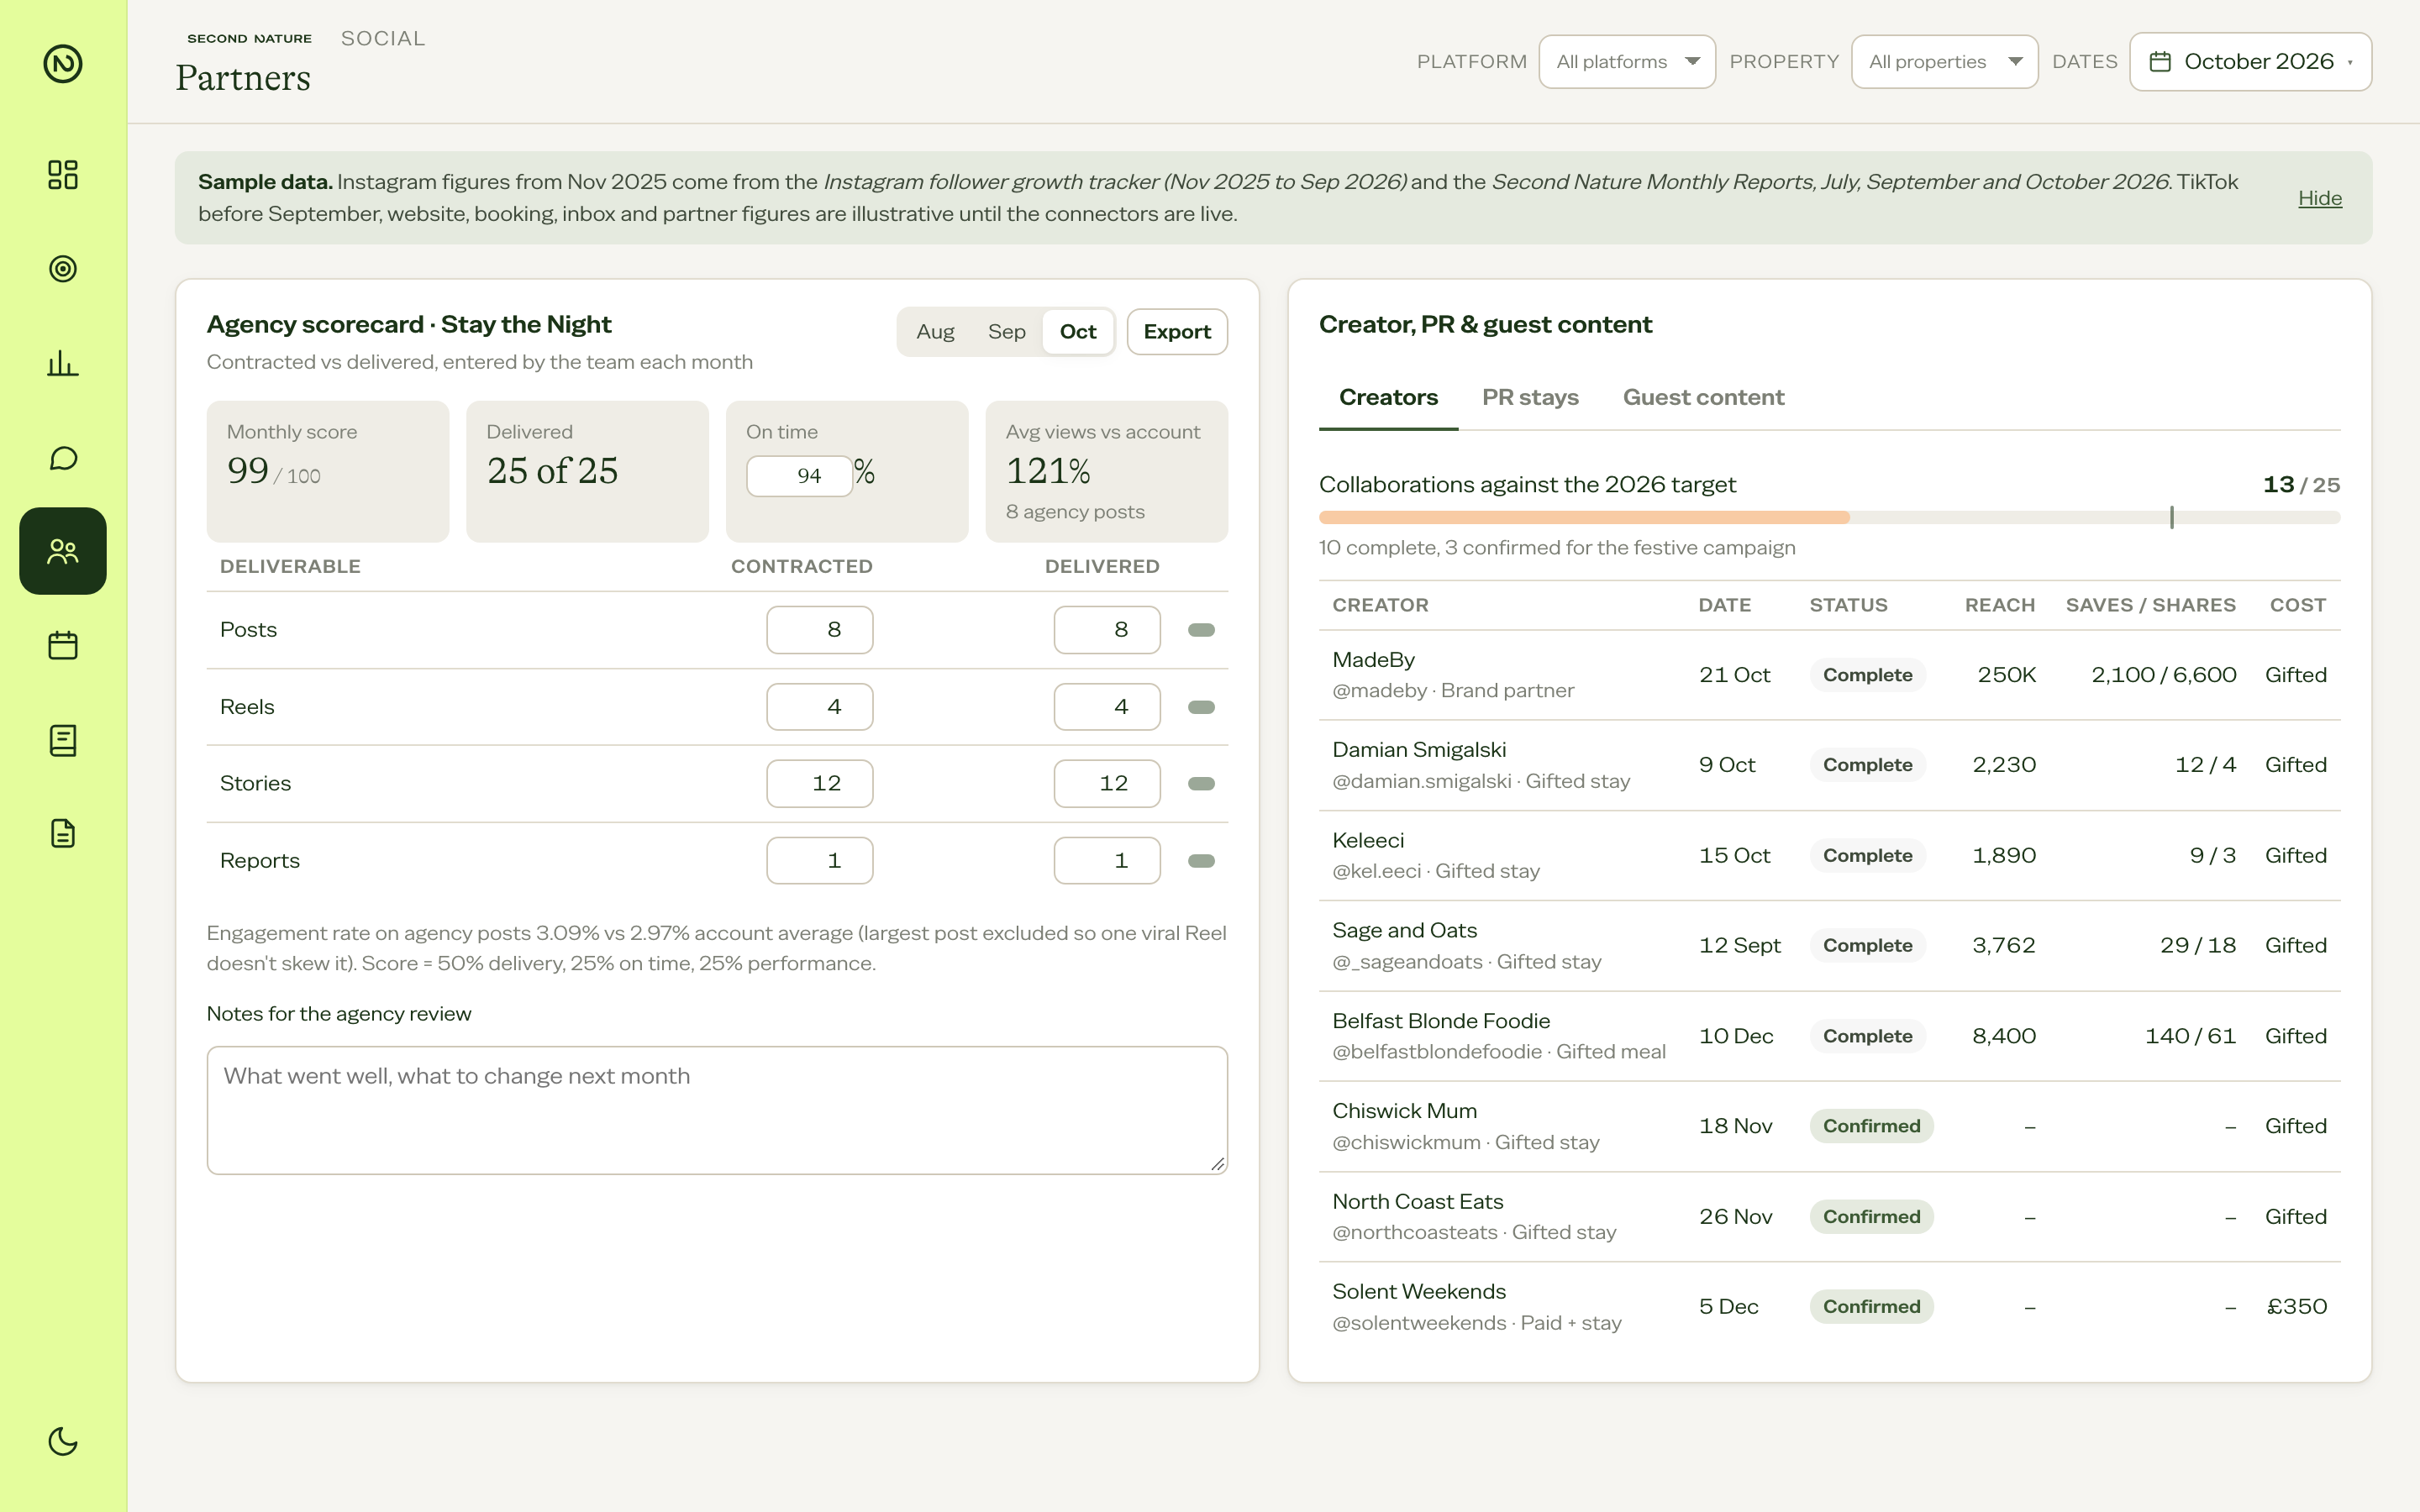 SECOND NATURE SOCIAL
Partners
PLATFORM All platforms PROPERTY All properties DATES October 2026
Sample data. Instagram figures from Nov 2025 come from the Instagram follower growth tracker (Nov 2025 to Sep 2026) and the Second Nature Monthly Reports, July, September and October 2026. TikTok
before September, website, booking, inbox and partner figures are illustrative until the connectors are live.
Hide
Agency scorecard · Stay the Night
Contracted vs delivered, entered by the team each month
Aug Sep Oct Export
Monthly score
99 / 100
Delivered
25 of 25
On time
94 %
Avg views vs account
121%
8 agency posts
DELIVERABLE CONTRACTED DELIVERED
Posts 8 8
Reels 4 4
Stories 12 12
Reports 1 1
Engagement rate on agency posts 3.09% vs 2.97% account average (largest post excluded so one viral Reel
doesn't skew it). Score = 50% delivery, 25% on time, 25% performance.
Notes for the agency review
What went well, what to change next month
Creator, PR & guest content
Creators PR stays Guest content
Collaborations against the 2026 target 13 / 25
10 complete, 3 confirmed for the festive campaign
CREATOR DATE STATUS REACH SAVES / SHARES COST
MadeBy
@madeby · Brand partner
21 Oct Complete 250K 2,100 / 6,600 Gifted
Damian Smigalski
@damian.smigalski · Gifted stay
9 Oct Complete 2,230 12 / 4 Gifted
Keleeci
@kel.eeci · Gifted stay
15 Oct Complete 1,890 9 / 3 Gifted
Sage and Oats
@_sageandoats · Gifted stay
12 Sept Complete 3,762 29 / 18 Gifted
Belfast Blonde Foodie
@belfastblondefoodie · Gifted meal
10 Dec Complete 8,400 140 / 61 Gifted
Chiswick Mum
@chiswickmum · Gifted stay
18 Nov Confirmed – – Gifted
North Coast Eats
@northcoasteats · Gifted stay
26 Nov Confirmed – – Gifted
Solent Weekends
@solentweekends · Paid + stay
5 Dec Confirmed – – £350